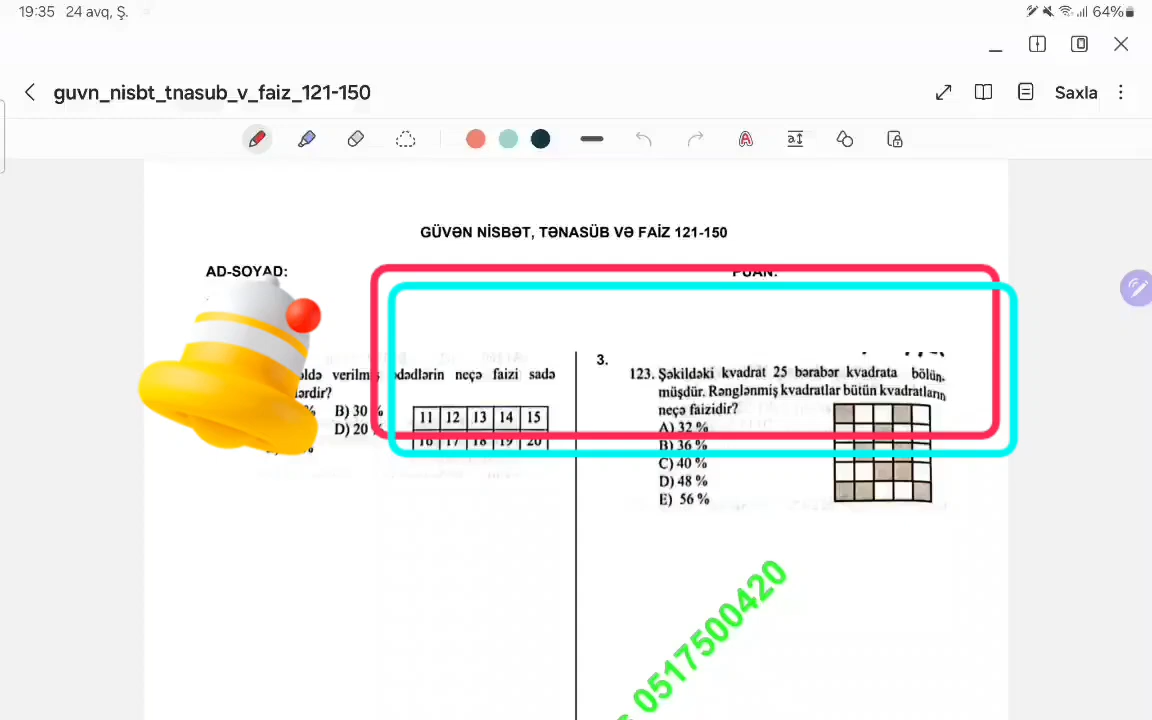 19:35 24 avq, Ş. 64%
guvn_nisbt_tnasub_v_faiz_121-150
Saxla
GÜVƏN NİSBƏT, TƏNASÜB VƏ FAİZ 121-150
AD-SOYAD:
PUAN:
verilmiş ədədlərin neçə faizi sadə
B) 30 %
D) 20 %
11 12 13 14 15
16 17 18 19 20
3.
123. Şəkildəki kvadrat 25 bərabər kvadrata bölün-
müşdür. Rənglənmiş kvadratlar bütün kvadratların
neçə faizidir?
A) 32 %
B) 36 %
C) 40 %
D) 48 %
E) 56 %
0517500420